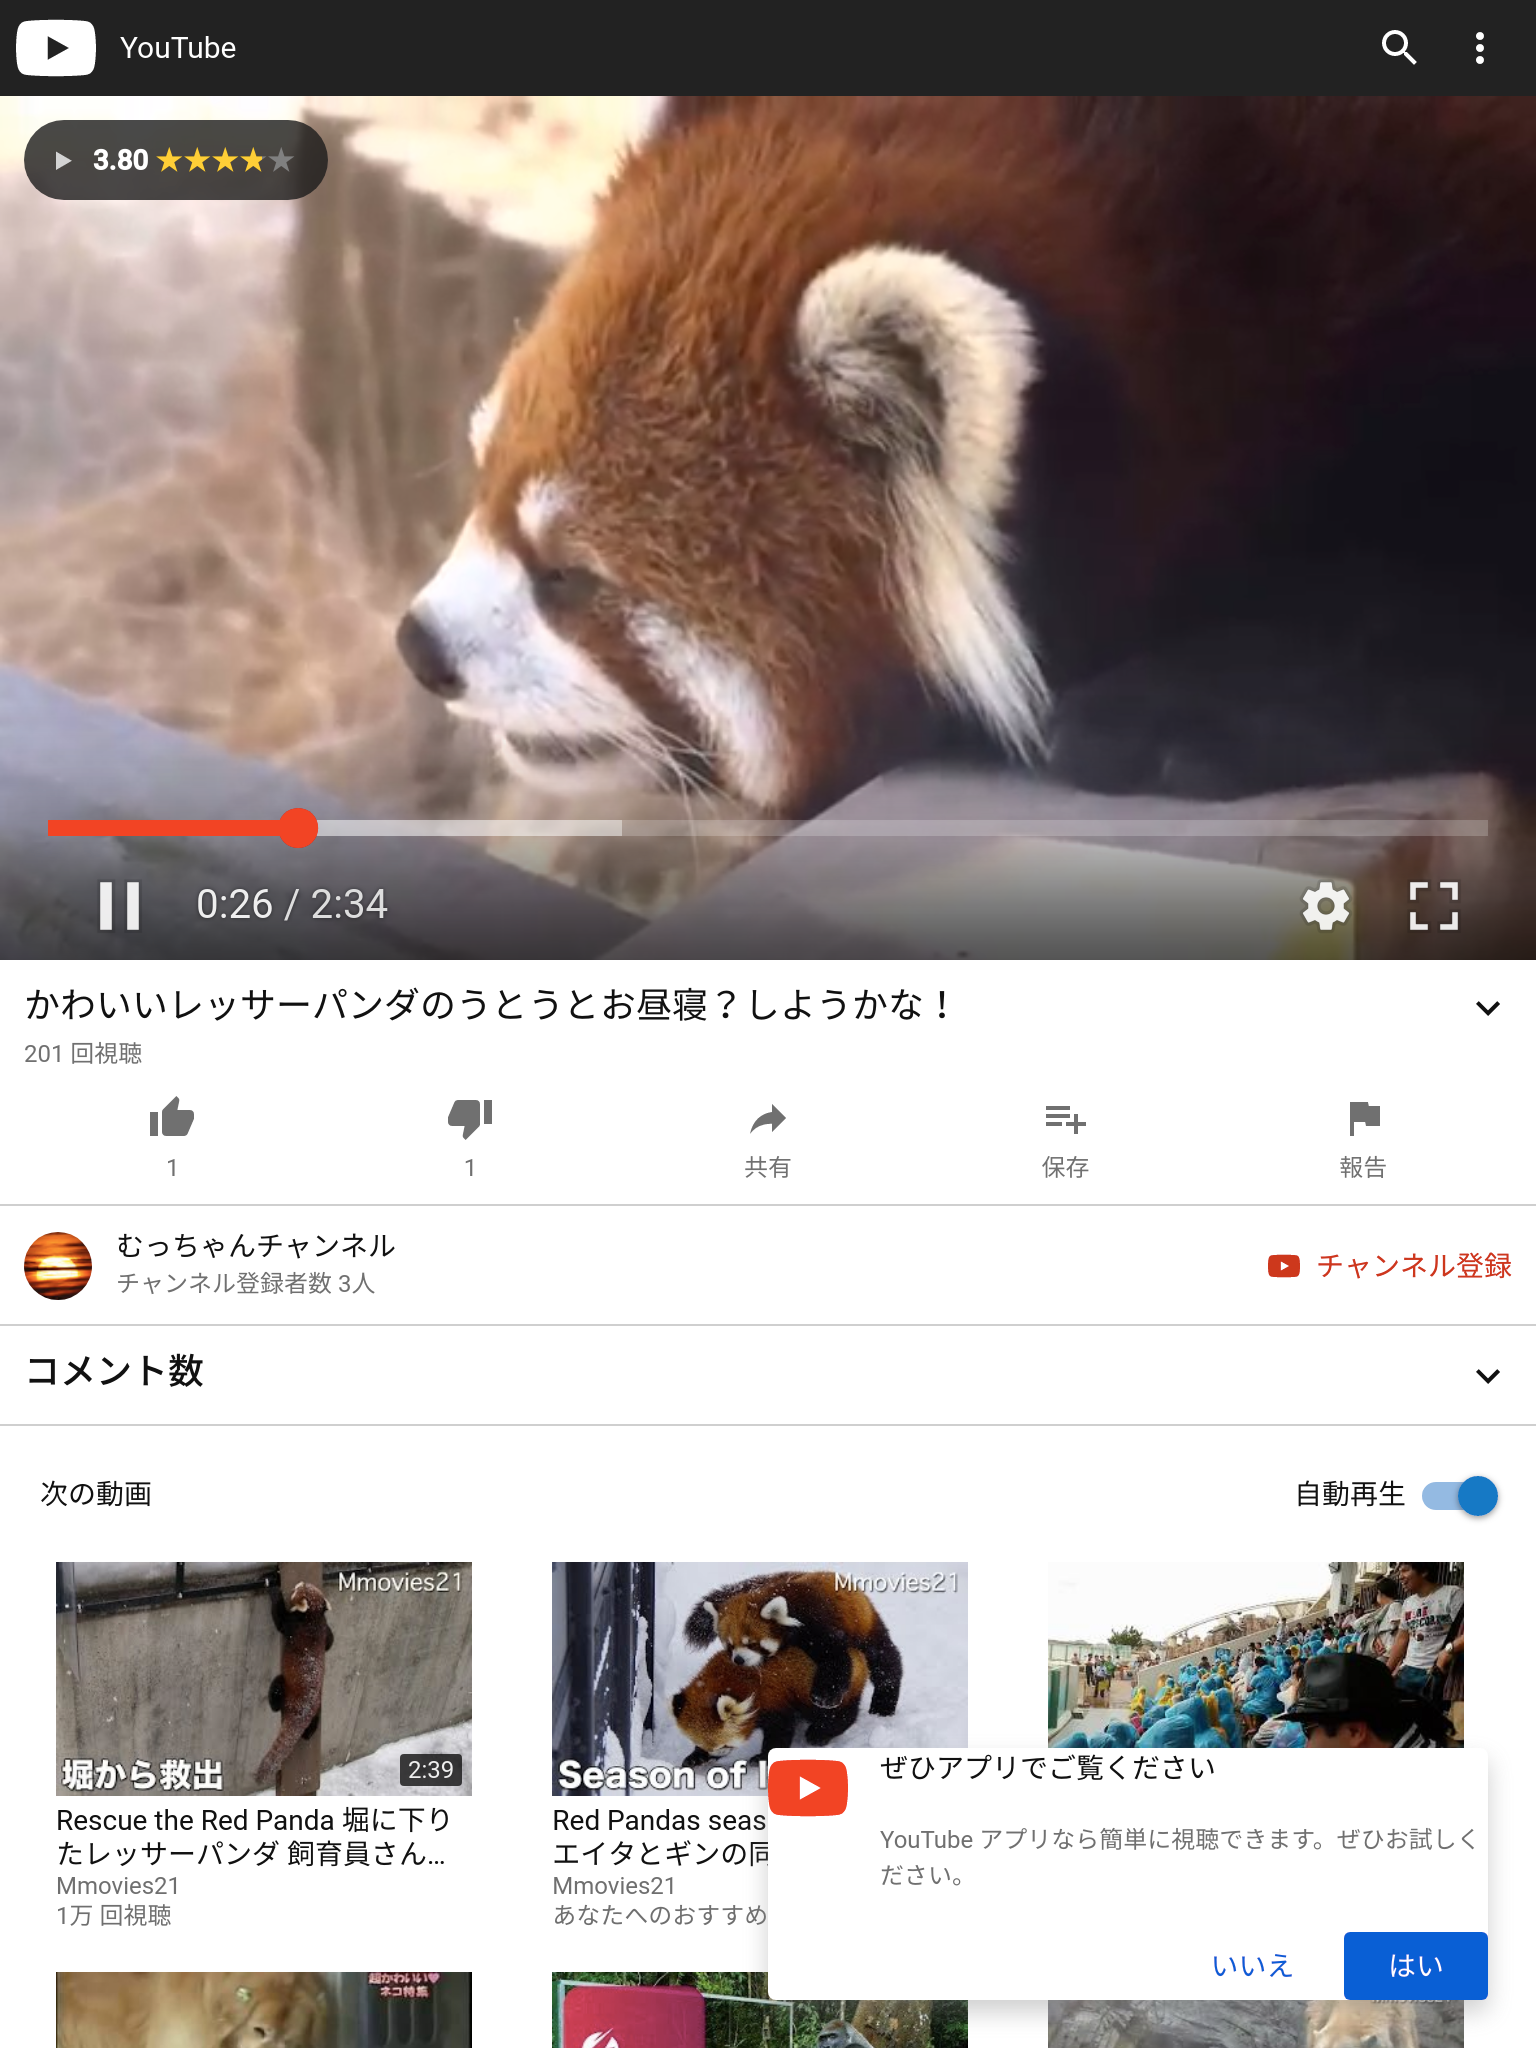 YouTube
3.80
0:26 / 2:34
かわいいレッサーパンダのうとうとお昼寝？しようかな！
201 回視聴
1
1
共有
保存
報告
むっちゃんチャンネル
チャンネル登録者数 3人
チャンネル登録
コメント数
次の動画
自動再生
Mmovies21
堀から救出
2:39
Rescue the Red Panda 堀に下り
たレッサーパンダ 飼育員さん...
Mmovies21
1万 回視聴
Mmovies21
Season of
Red Pandas seas
エイタとギンの同
Mmovies21
あなたへのおすすめ
ぜひアプリでご覧ください
YouTube アプリなら簡単に視聴できます。ぜひお試しく
ださい。
いいえ
はい
超かわいい♥
ネコ特集